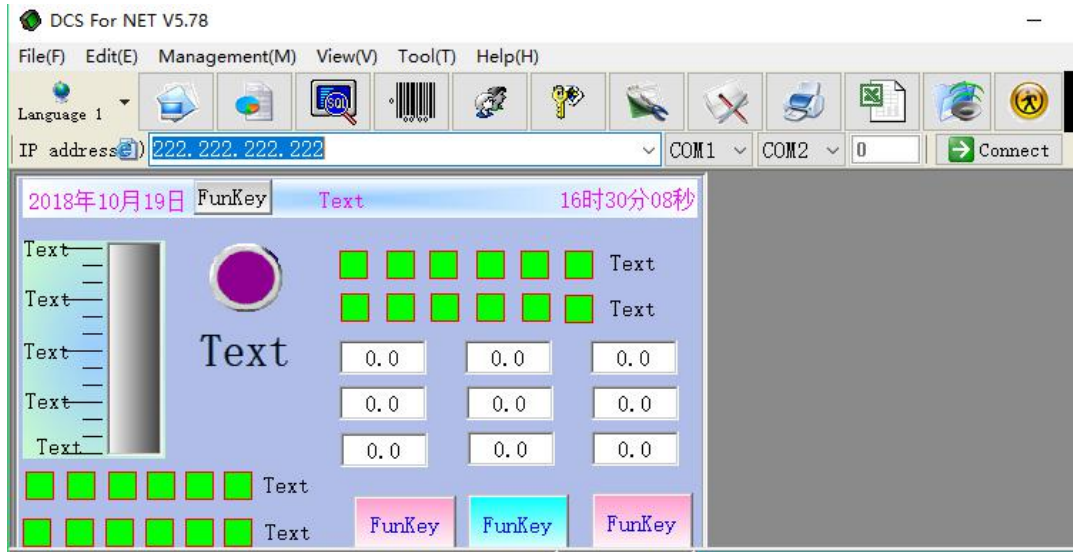 DCS For NET V5.78
File(F) Edit(E) Management(M) View(V) Tool(T) Help(H)
Language 1 SQL
IP address ) 222.222.222.222 COM1 COM2 0 Connect
2018年10月19日 FunKey Text 16时30分08秒
Text Text
Text Text
Text Text 0.0 0.0 0.0
Text 0.0 0.0 0.0
Text 0.0 0.0 0.0
Text
Text FunKey FunKey FunKey